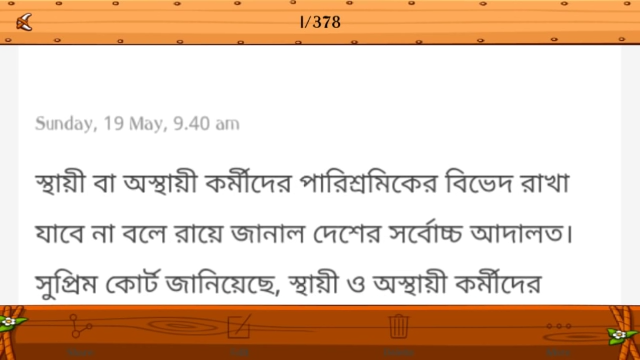 1/378
Sunday, 19 May, 9.40 am
স্থায়ী বা অস্থায়ী কর্মীদের পারিশ্রমিকের বিভেদ রাখা
যাবে না বলে রায়ে জানাল দেশের সর্বোচ্চ আদালত।
সুপ্রিম কোর্ট জানিয়েছে, স্থায়ী ও অস্থায়ী কর্মীদের